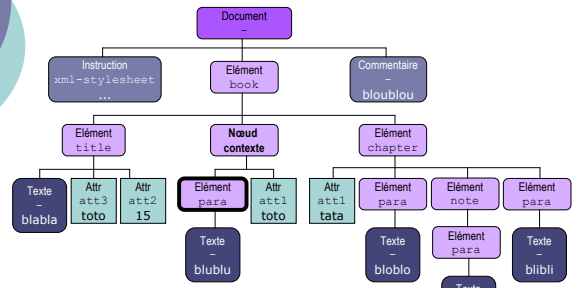 Document
–
Instruction
xml-stylesheet
...
Elément
book
Commentaire
–
bloublou
Elément
title
Nœud
contexte
Elément
chapter
Texte
–
blabla
Attr
att3
toto
Attr
att2
15
Elément
para
Attr
att1
toto
Attr
att1
tata
Elément
para
Elément
note
Elément
para
Texte
–
blublu
Texte
–
bloblo
Elément
para
Texte
–
blibli
Texte